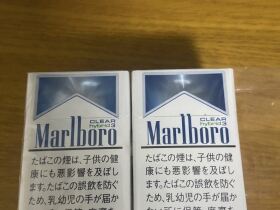 CLEAR
hybrid 3
Marlboro
たばこの煙は、子供の健
康にも悪影響を及ぼし
ます。たばこの誤飲を防ぐ
ため、乳幼児の手が届か
CLEAR
hybrid 3
Marlboro
たばこの煙は、子供の健
康にも悪影響を及ぼし
ます。たばこの誤飲を防ぐ
ため、乳幼児の手が届か